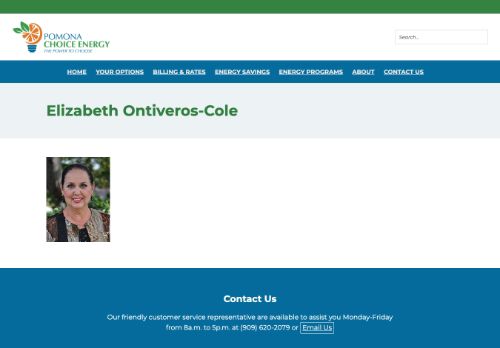 POMONA
CHOICE ENERGY
THE POWER TO CHOOSE
Search...
HOME YOUR OPTIONS BILLING & RATES ENERGY SAVINGS ENERGY PROGRAMS ABOUT CONTACT US
Elizabeth Ontiveros-Cole
Contact Us
Our friendly customer service representative are available to assist you Monday-Friday
from 8a.m. to 5p.m. at (909) 620-2079 or Email Us